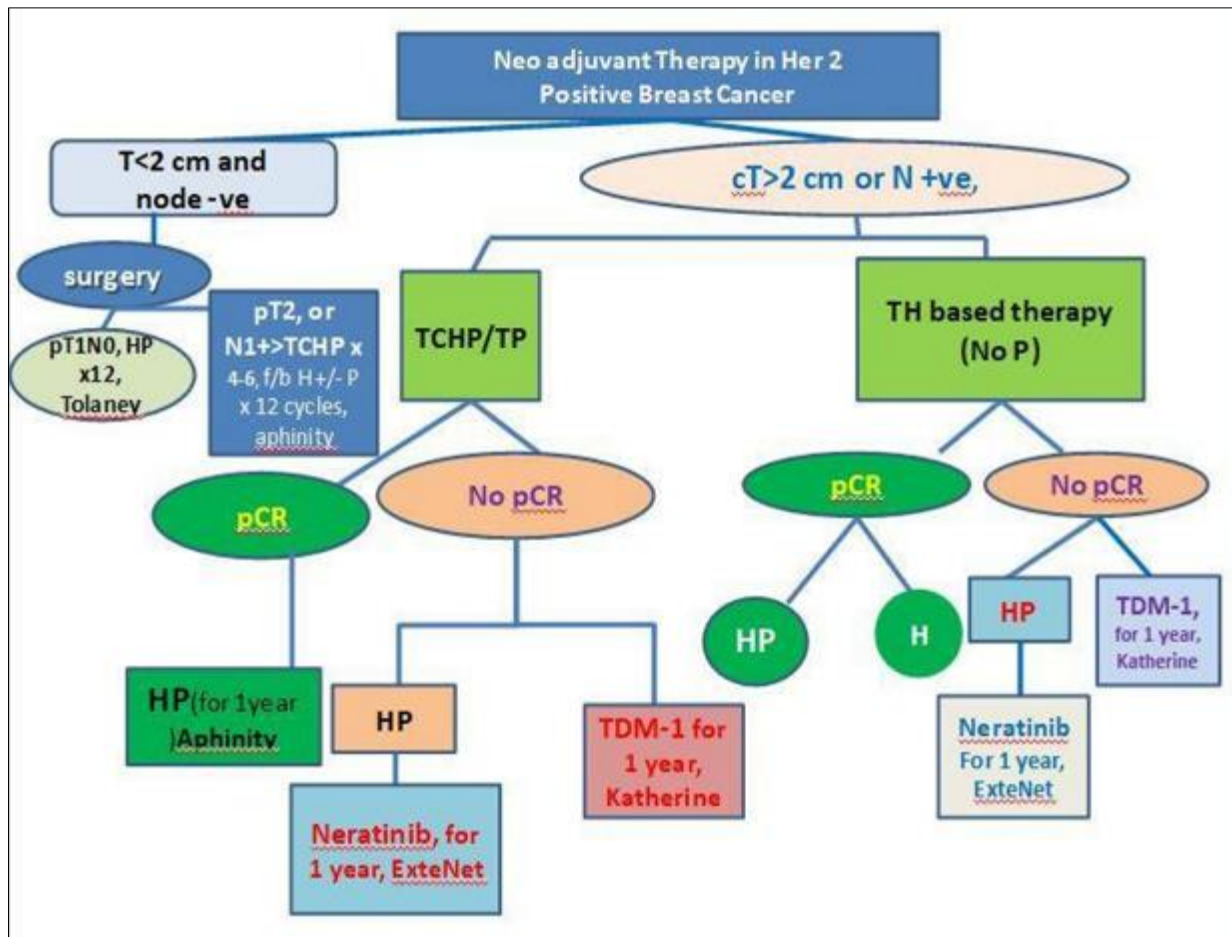 Neo adjuvant Therapy in Her 2
Positive Breast Cancer
T<2 cm and
node -ve
cT>2 cm or N +ve,
surgery
pT1N0, HP
x12,
Tolaney
pT2, or
N1+>TCHP x
4-6, f/b H+/- P
x 12 cycles,
aphinity
TCHP/TP
TH based therapy
(No P)
pCR
No pCR
pCR
No pCR
HP
H
HP
TDM-1,
for 1 year,
Katherine
HP(for 1year
)Aphinity
HP
TDM-1 for
1 year,
Katherine
Neratinib
For 1 year,
ExteNet
Neratinib, for
1 year, ExteNet